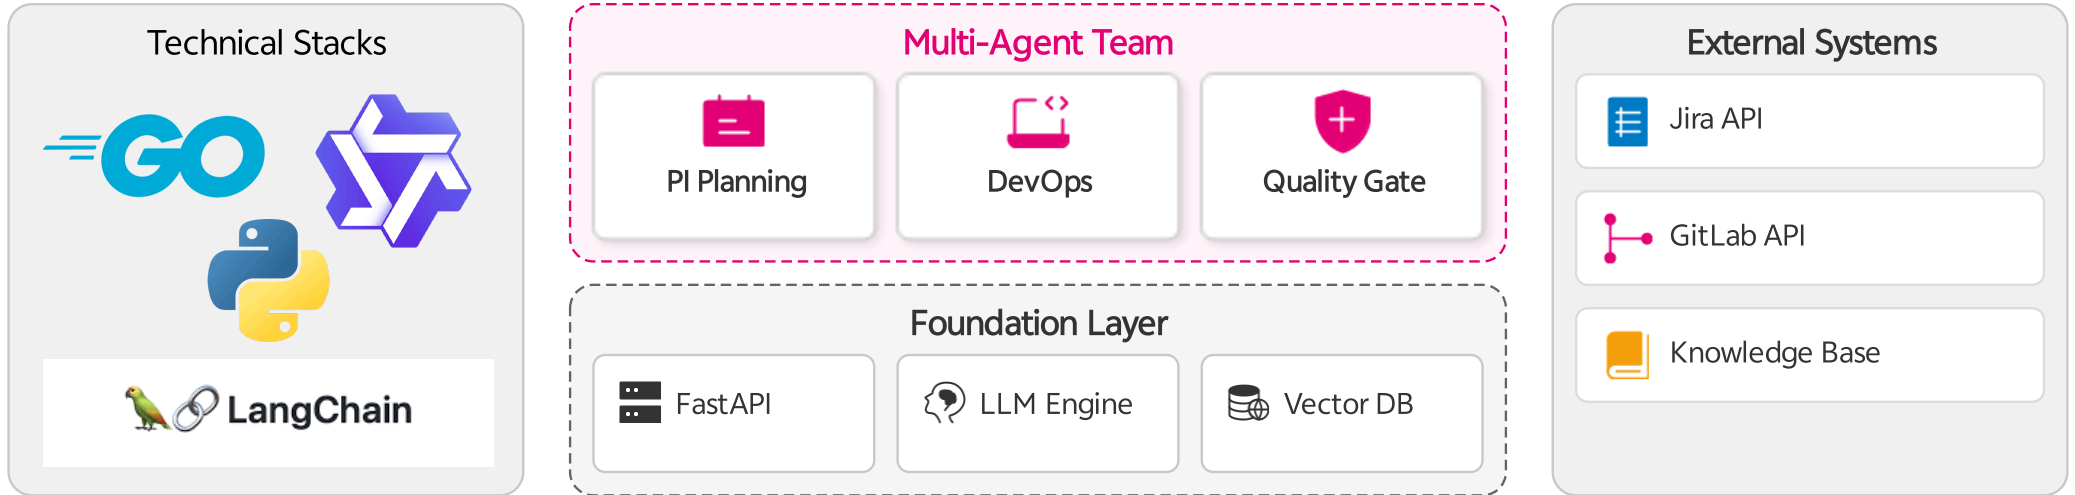 Technical Stacks
GO
LangChain
Multi-Agent Team
PI Planning
DevOps
Quality Gate
Foundation Layer
FastAPI
LLM Engine
Vector DB
External Systems
Jira API
GitLab API
Knowledge Base